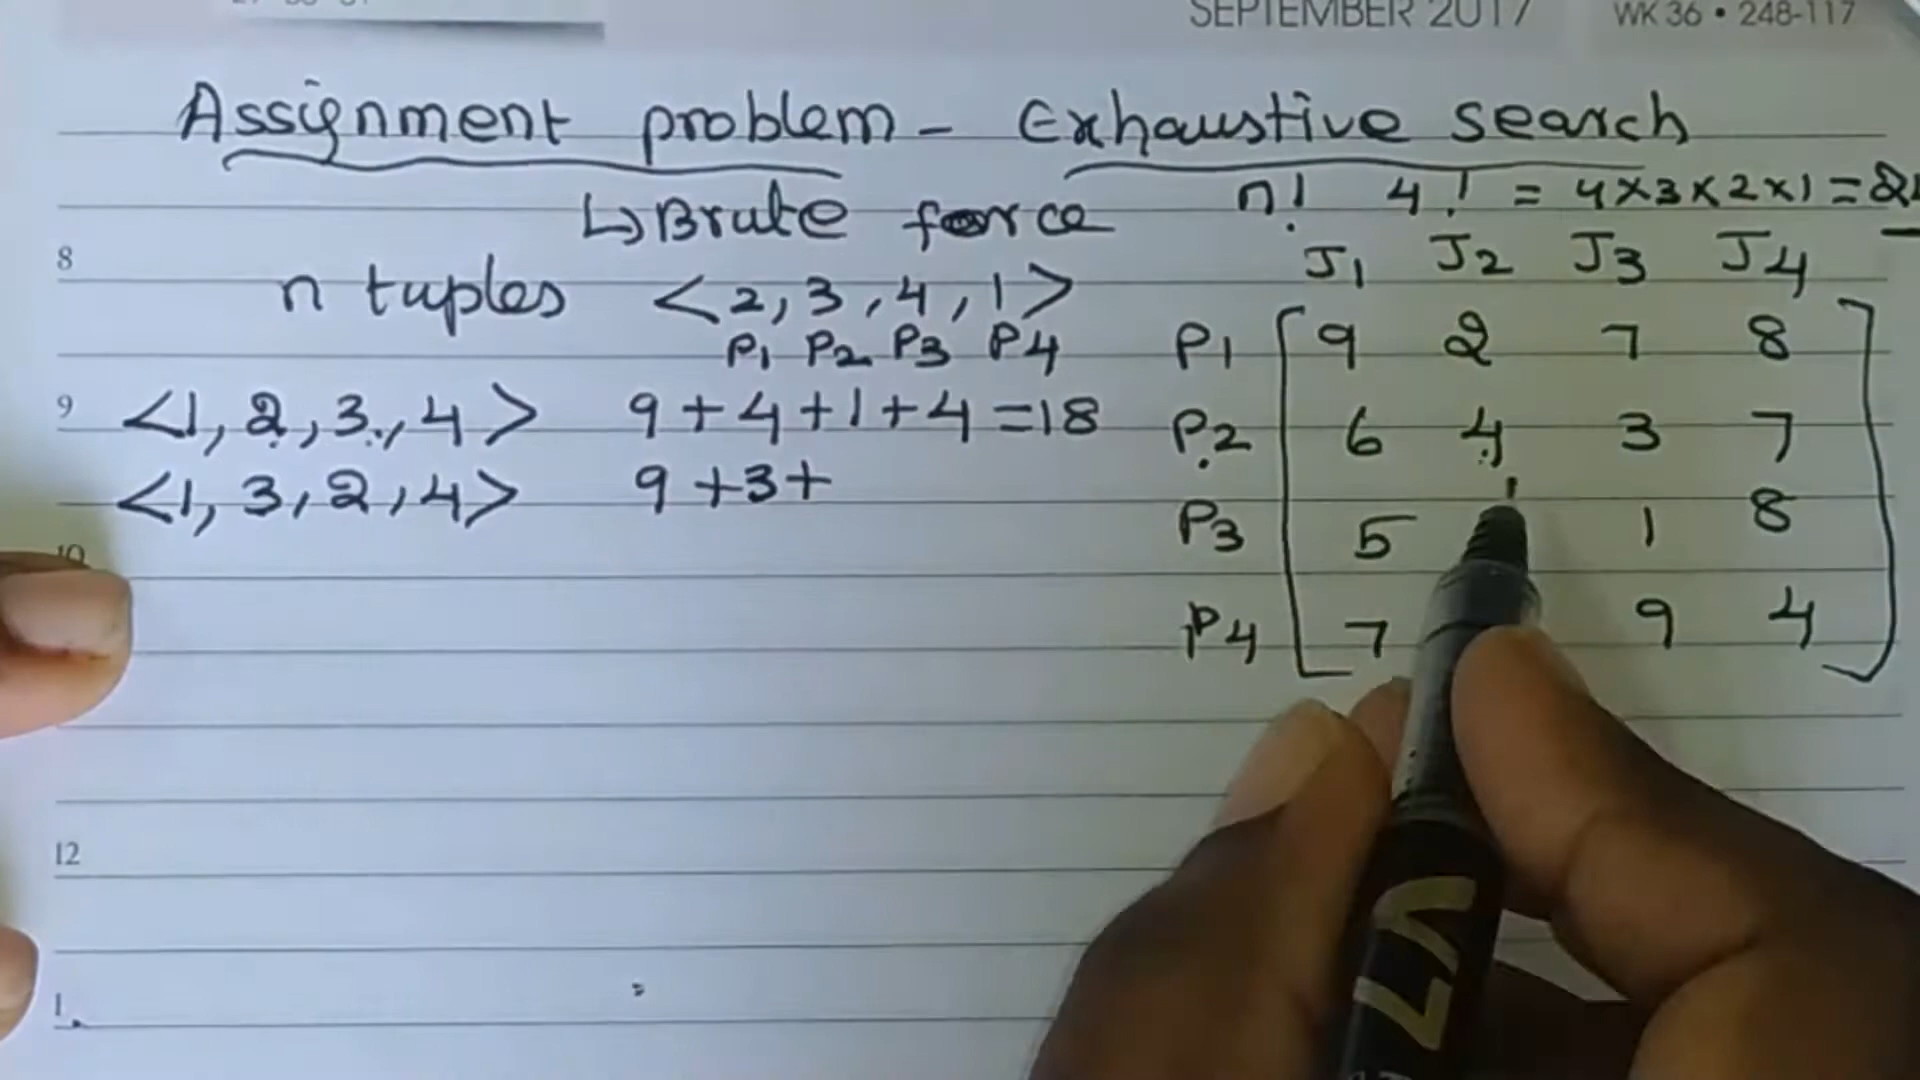 SEPTEMBER 2017 WK 36 • 248-117
Assignment problem - Exhaustive search
↳Brute force n! 4! = 4×3×2×1=
8 n tuples <2, 3, 4, 1> J1 J2 J3 J4
P1 P2 P3 P4 P1 9 2 7 8
9 <1, 2, 3, 4> 9+4+1+4=18 P2 6 4 3 7
<1, 3, 2, 4> 9+3+ P3 5 1 8
10
P4 7 9 4
12
1